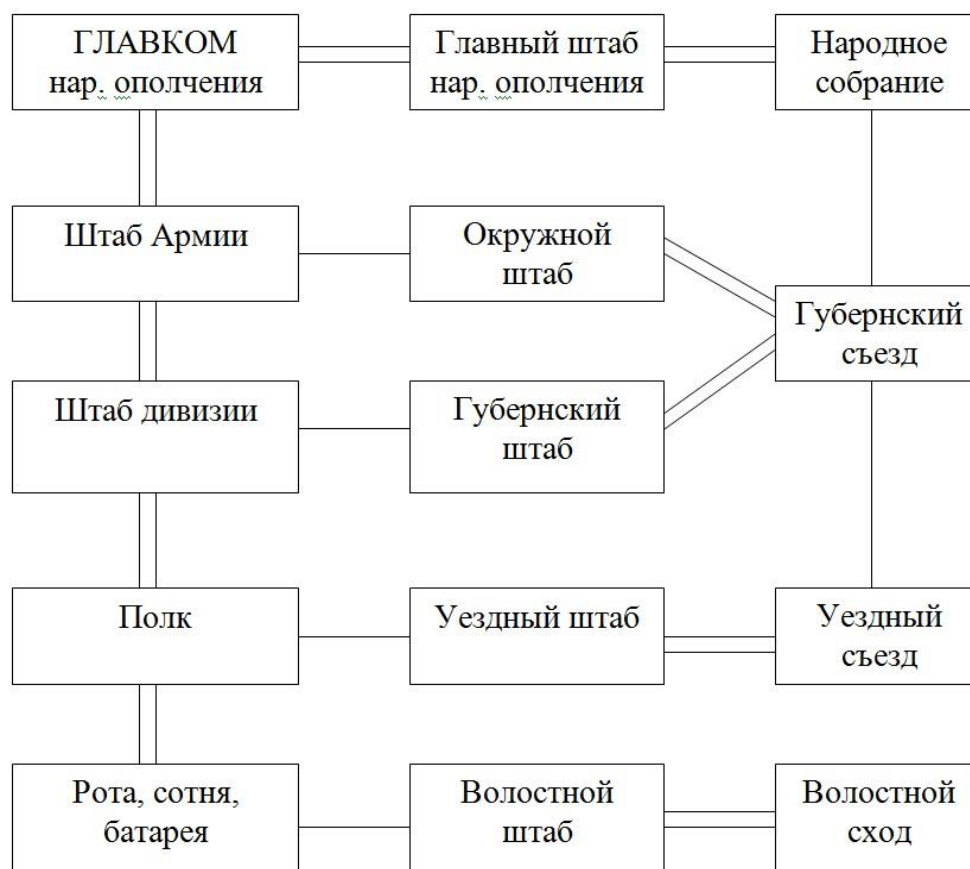 ГЛАВКОМ
нар. ополчения
Главный штаб
нар. ополчения
Народное
собрание
Штаб Армии
Окружной
штаб
Губернский
съезд
Штаб дивизии
Губернский
штаб
Полк
Уездный штаб
Уездный
съезд
Рота, сотня,
батарея
Волостной
штаб
Волостной
сход